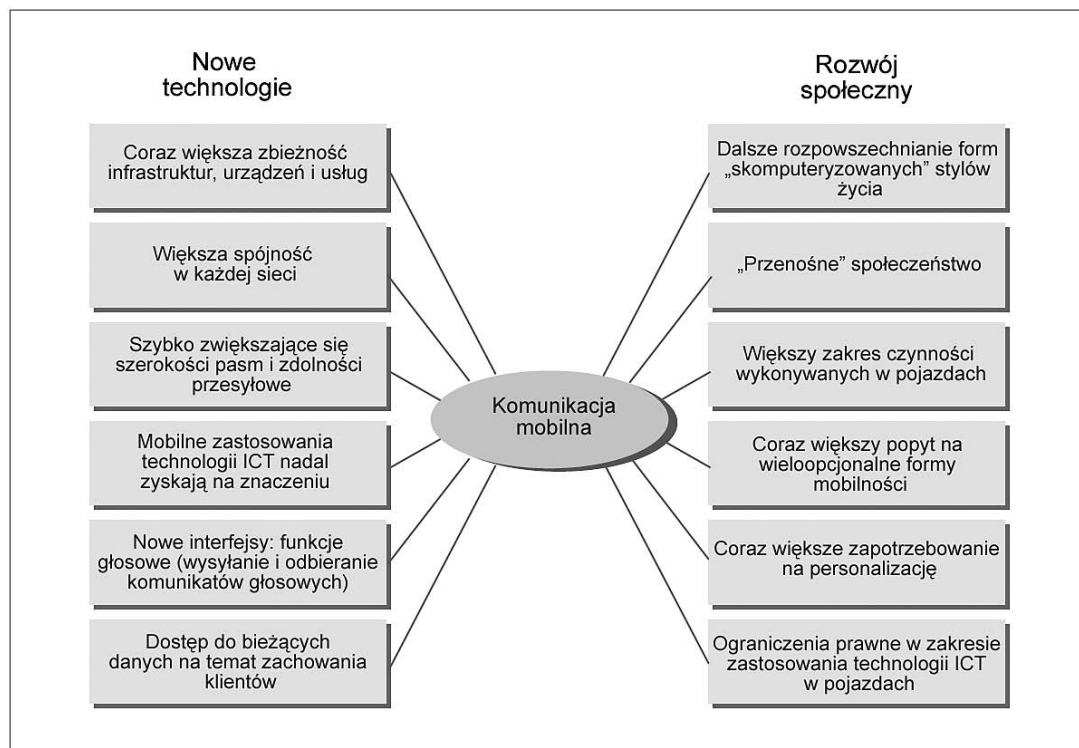 Nowe
technologie
Coraz większa zbieżność
infrastruktur, urządzeń i usług
Większa spójność
w każdej sieci
Szybko zwiększające się
szerokości pasm i zdolności
przesyłowe
Mobilne zastosowania
technologii ICT nadal
zyskają na znaczeniu
Nowe interfejsy: funkcje
głosowe (wysyłanie i odbieranie
komunikatów głosowych)
Dostęp do bieżących
danych na temat zachowania
klientów
Komunikacja
mobilna
Rozwój
społeczny
Dalsze rozpowszechnianie form
„skomputeryzowanych” stylów
życia
„Przenośne” społeczeństwo
Większy zakres czynności
wykonywanych w pojazdach
Coraz większy popyt na
wieloopcjonalne formy
mobilności
Coraz większe zapotrzebowanie
na personalizację
Ograniczenia prawne w zakresie
zastosowania technologii ICT
w pojazdach